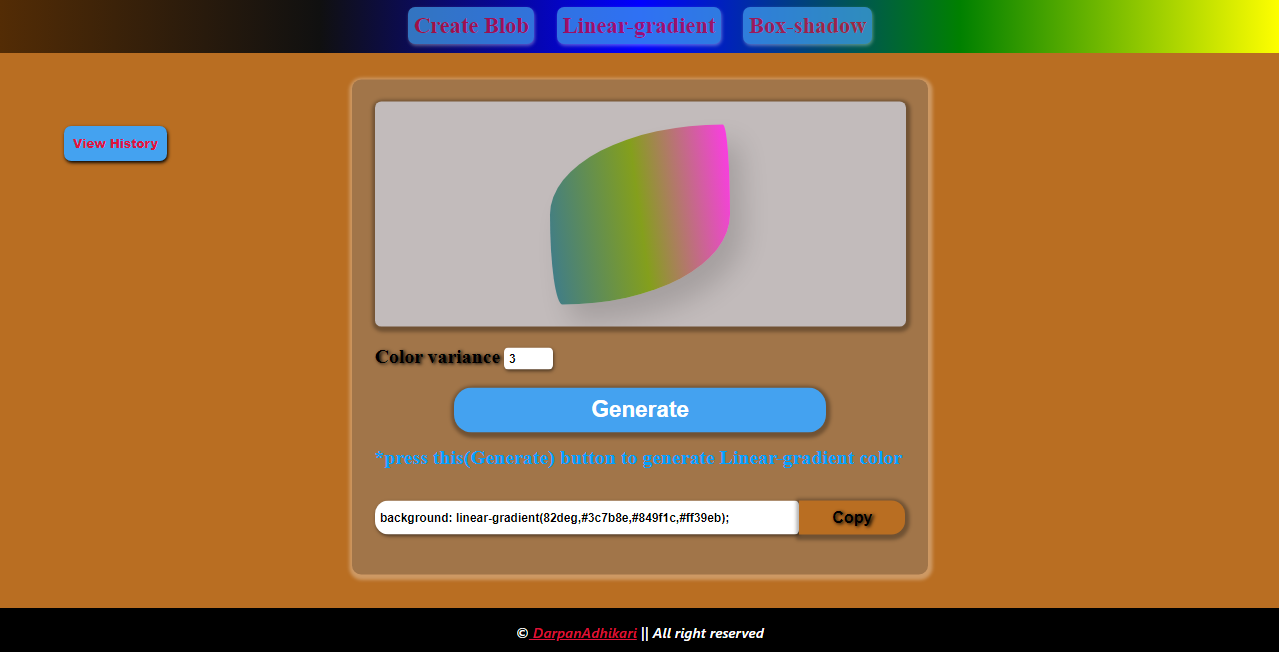 Create Blob Linear-gradient Box-shadow
View History
Color variance 3
Generate
*press this(Generate) button to generate Linear gradient color
background: linear-gradient(82deg,#3c7b8e,#849f1c,#ff39eb); Copy
© DarpanAdhikari || All right reserved